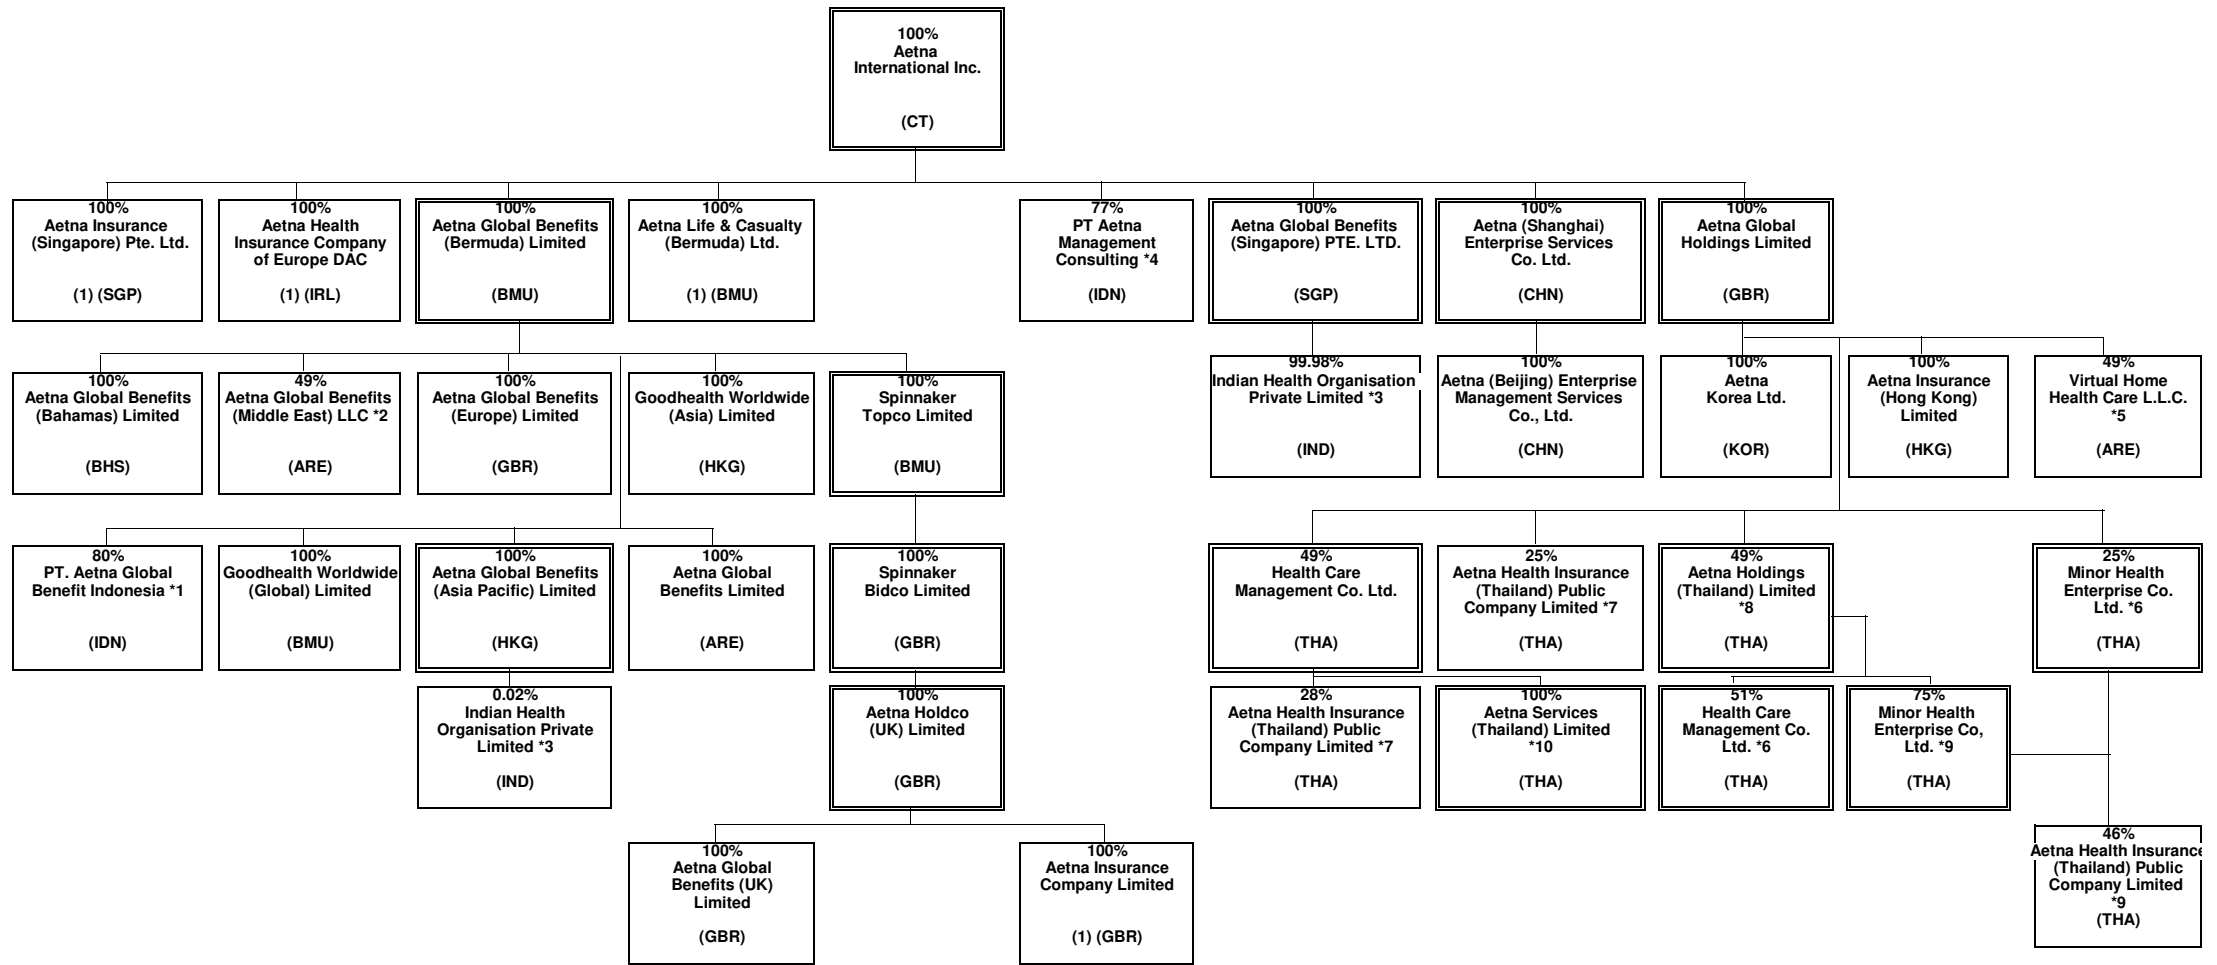 100%
Aetna
International Inc.
(CT)
100%
Aetna Insurance
(Singapore) Pte. Ltd.
(1) (SGP)
100%
Aetna Health
Insurance Company
of Europe DAC
(1) (IRL)
100%
Aetna Global Benefits
(Bermuda) Limited
(BMU)
100%
Aetna Life & Casualty
(Bermuda) Ltd.
(1) (BMU)
77%
PT Aetna
Management
Consulting *4
(IDN)
100%
Aetna Global Benefits
(Singapore) PTE. LTD.
(SGP)
100%
Aetna (Shanghai)
Enterprise Services
Co. Ltd.
(CHN)
100%
Aetna Global
Holdings Limited
(GBR)
100%
Aetna Global Benefits
(Bahamas) Limited
(BHS)
49%
Aetna Global Benefits
(Middle East) LLC *2
(ARE)
100%
Aetna Global Benefits
(Europe) Limited
(GBR)
100%
Goodhealth Worldwide
(Asia) Limited
(HKG)
100%
Spinnaker
Topco Limited
(BMU)
99.98%
Indian Health Organisation
Private Limited *3
(IND)
100%
Aetna (Beijing) Enterprise
Management Services
Co., Ltd.
(CHN)
100%
Aetna
Korea Ltd.
(KOR)
100%
Aetna Insurance
(Hong Kong)
Limited
(HKG)
49%
Virtual Home
Health Care L.L.C.
*5
(ARE)
80%
PT. Aetna Global
Benefit Indonesia *1
(IDN)
100%
Goodhealth Worldwide
(Global) Limited
(BMU)
100%
Aetna Global Benefits
(Asia Pacific) Limited
(HKG)
100%
Aetna Global
Benefits Limited
(ARE)
100%
Spinnaker
Bidco Limited
(GBR)
49%
Health Care
Management Co. Ltd.
(THA)
25%
Aetna Health Insurance
(Thailand) Public
Company Limited *7
(THA)
49%
Aetna Holdings
(Thailand) Limited
*8
(THA)
25%
Minor Health
Enterprise Co.
Ltd. *6
(THA)
0.02%
Indian Health
Organisation Private
Limited *3
(IND)
100%
Aetna Holdco
(UK) Limited
(GBR)
28%
Aetna Health Insurance
(Thailand) Public
Company Limited *7
(THA)
100%
Aetna Services
(Thailand) Limited
*10
(THA)
51%
Health Care
Management Co.
Ltd. *6
(THA)
75%
Minor Health
Enterprise Co,
Ltd. *9
(THA)
100%
Aetna Global
Benefits (UK)
Limited
(GBR)
100%
Aetna Insurance
Company Limited
(1) (GBR)
46%
Aetna Health Insurance
(Thailand) Public
Company Limited
*9
(THA)